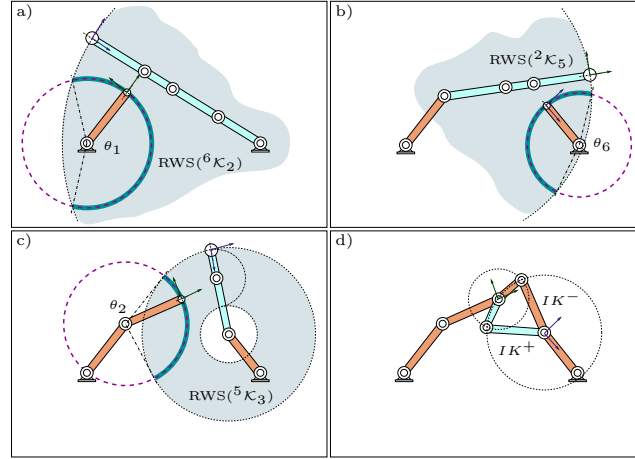 a)
θ₁
RWS(⁶𝒦₂)
b)
RWS(²𝒦₅)
θ₆
c)
θ₂
RWS(⁵𝒦₃)
d)
IK⁻
IK⁺